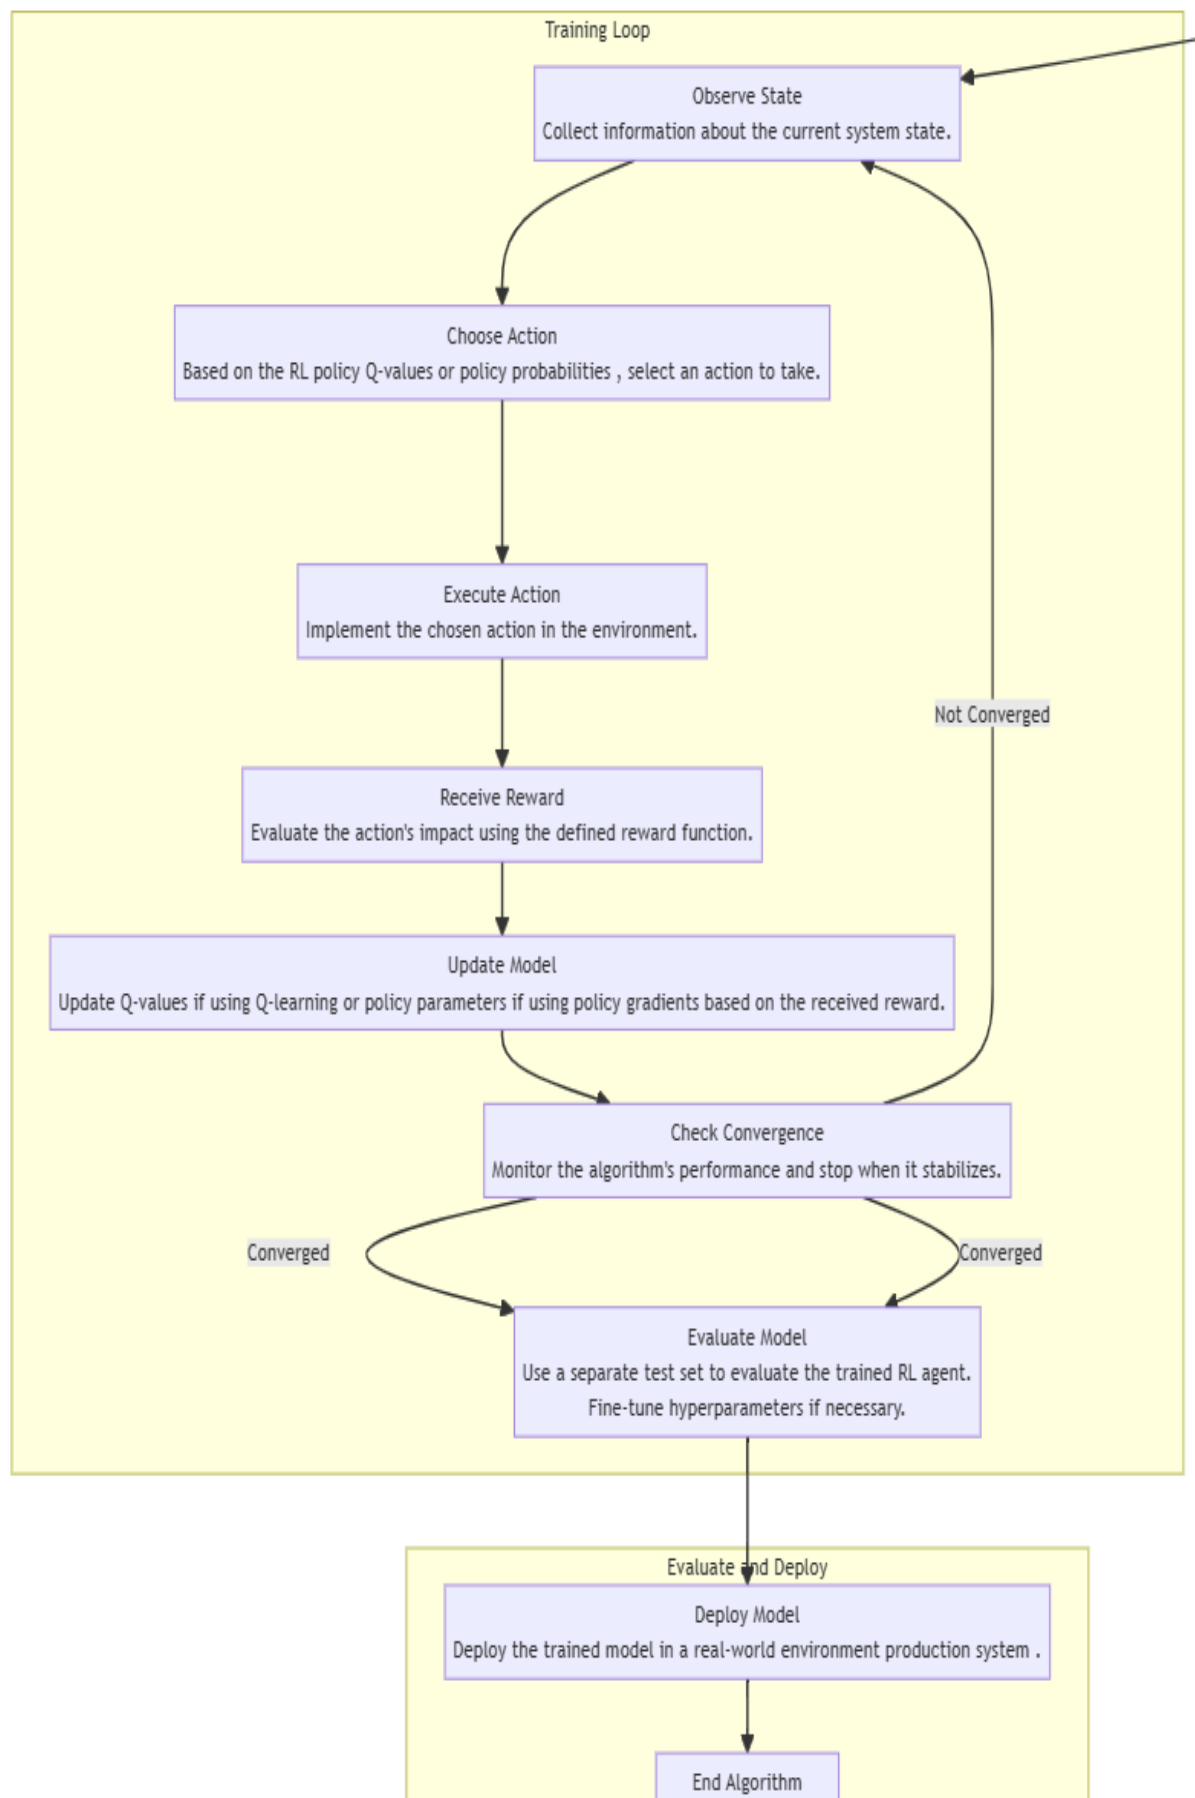 Training Loop
Observe State
Collect information about the current system state.
Choose Action
Based on the RL policy Q-values or policy probabilities , select an action to take.
Execute Action
Implement the chosen action in the environment.
Not Converged
Receive Reward
Evaluate the action's impact using the defined reward function.
Update Model
Update Q-values if using Q-learning or policy parameters if using policy gradients based on the received reward.
Check Convergence
Monitor the algorithm's performance and stop when it stabilizes.
Converged
Converged
Evaluate Model
Use a separate test set to evaluate the trained RL agent.
Fine-tune hyperparameters if necessary.
Evaluate and Deploy
Deploy Model
Deploy the trained model in a real-world environment production system .
End Algorithm